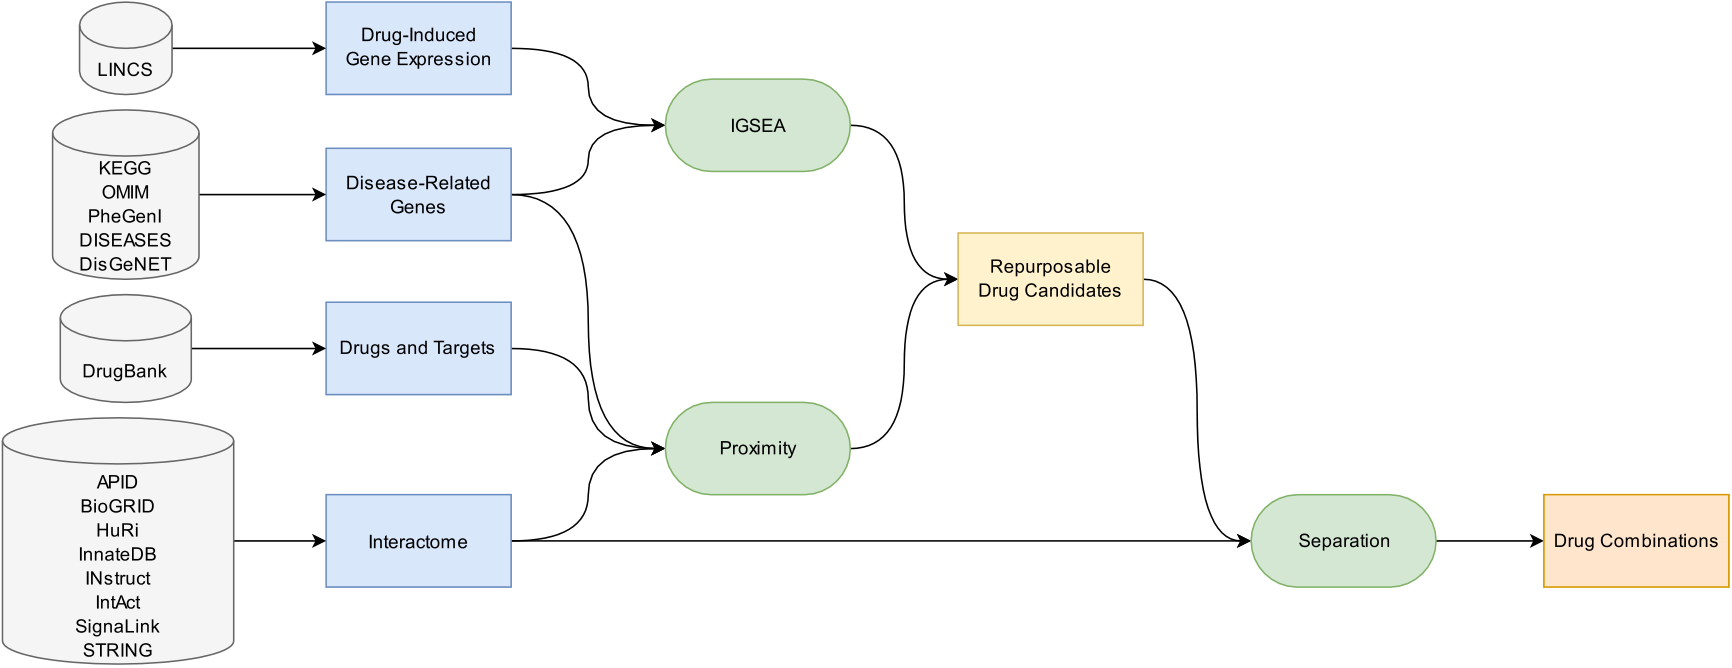 LINCS
Drug-Induced
Gene Expression
KEGG
OMIM
PheGenI
DISEASES
DisGeNET
Disease-Related
Genes
DrugBank
Drugs and Targets
APID
BioGRID
HuRi
InnateDB
INstruct
IntAct
SignaLink
STRING
Interactome
IGSEA
Proximity
Repurposable
Drug Candidates
Separation
Drug Combinations